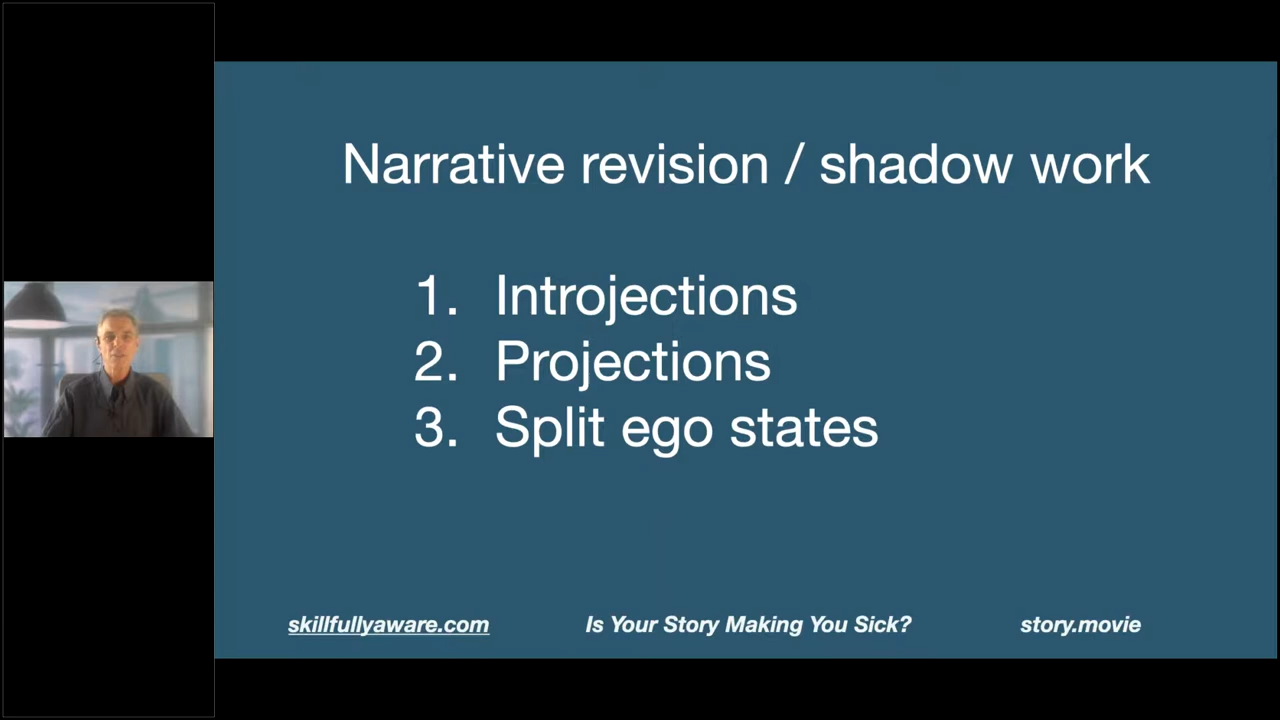 Narrative revision / shadow work
1. Introjections
2. Projections
3. Split ego states
skillfullyaware.com Is Your Story Making You Sick? story.movie